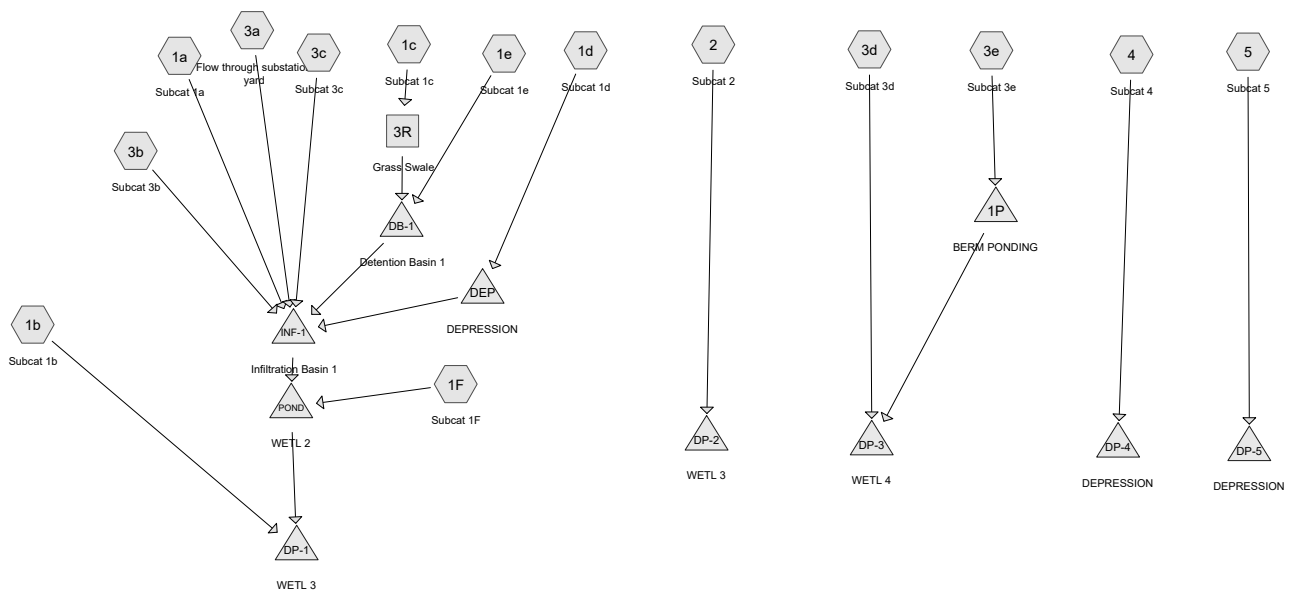 3a
1a
3c
1c
1e
1d
2
3d
3e
4
5
Flow through substation
yard
Subcat 1a
Subcat 3c
Subcat 1c
Subcat 1e
Subcat 1d
Subcat 2
Subcat 3d
Subcat 3e
Subcat 4
Subcat 5
3R
Grass Swale
3b
Subcat 3b
DB-1
Detention Basin 1
1P
BERM PONDING
DEP
DEPRESSION
INF-1
Infiltration Basin 1
1b
Subcat 1b
POND
WETL 2
1F
Subcat 1F
DP-2
WETL 3
DP-3
WETL 4
DP-4
DEPRESSION
DP-5
DEPRESSION
DP-1
WETL 3